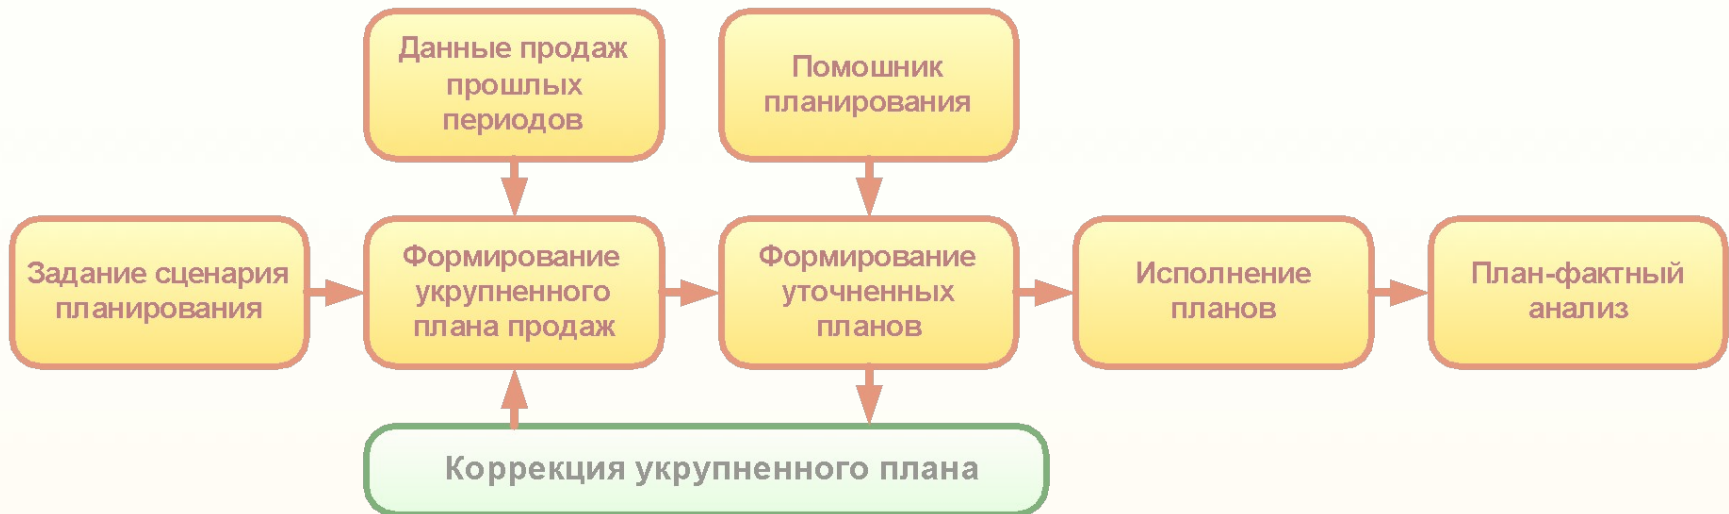 Данные продаж
прошлых
периодов
Помошник
планирования
Задание сценария
планирования
Формирование
укрупненного
плана продаж
Формирование
уточненных
планов
Исполнение
планов
План-фактный
анализ
Коррекция укрупненного плана